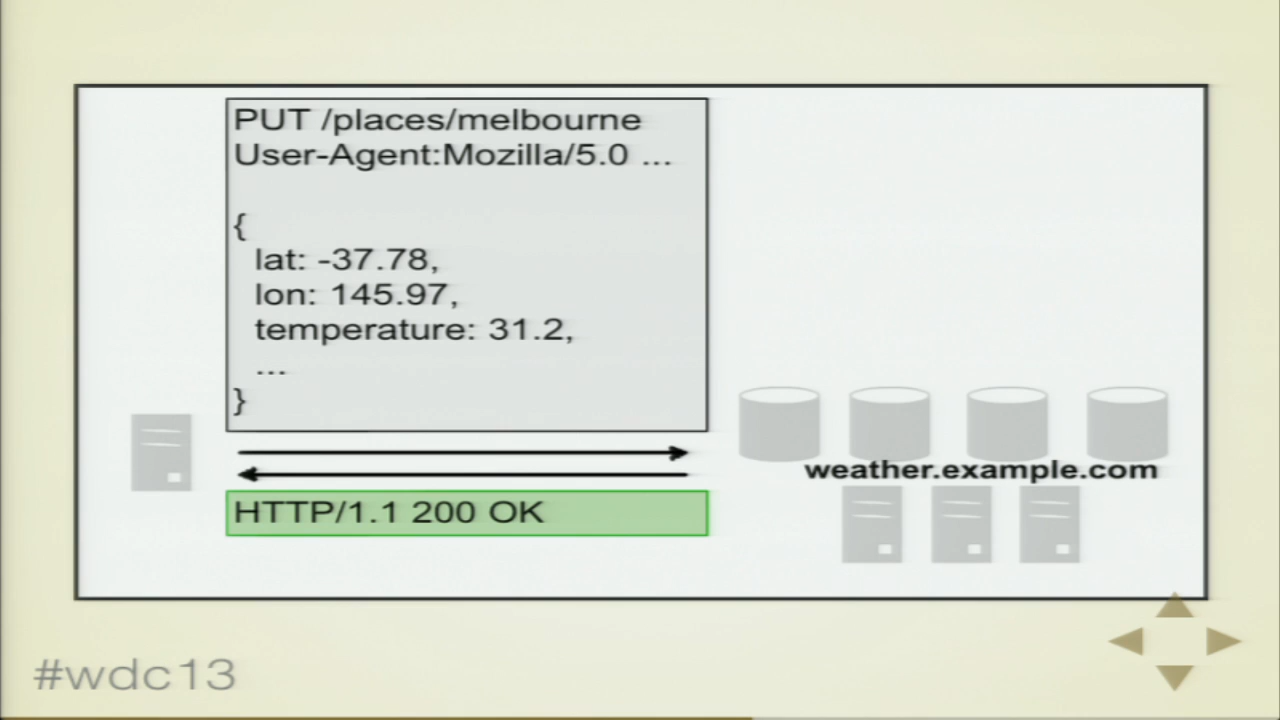 PUT /places/melbourne
User-Agent:Mozilla/5.0 ...
{
lat: -37.78,
lon: 145.97,
temperature: 31.2,
...
}
weather.example.com
HTTP/1.1 200 OK
#wdc13